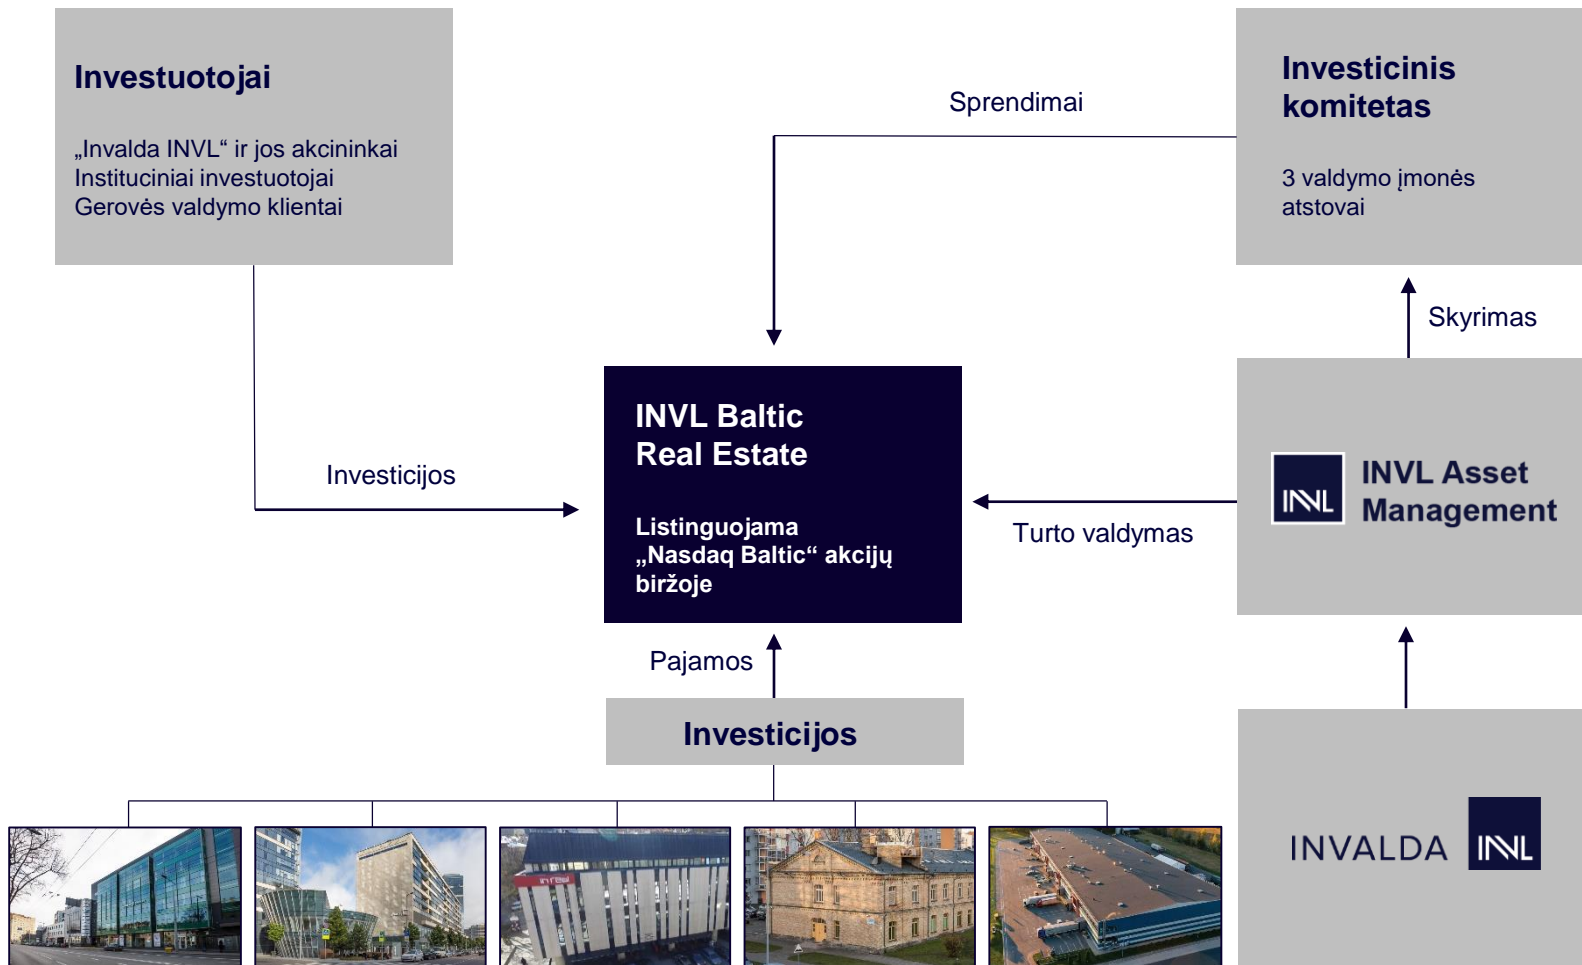 Investuotojai
„Invalda INVL“ ir jos akcininkai
Instituciniai investuotojai
Gerovės valdymo klientai
Sprendimai
Investicinis
komitetas
3 valdymo įmonės
atstovai
Skyrimas
INVL Baltic
Real Estate
Listinguojama
„Nasdaq Baltic“ akcijų
biržoje
Investicijos
Turto valdymas
INVL
INVL Asset
Management
Pajamos
Investicijos
in real
INVALDA INVL